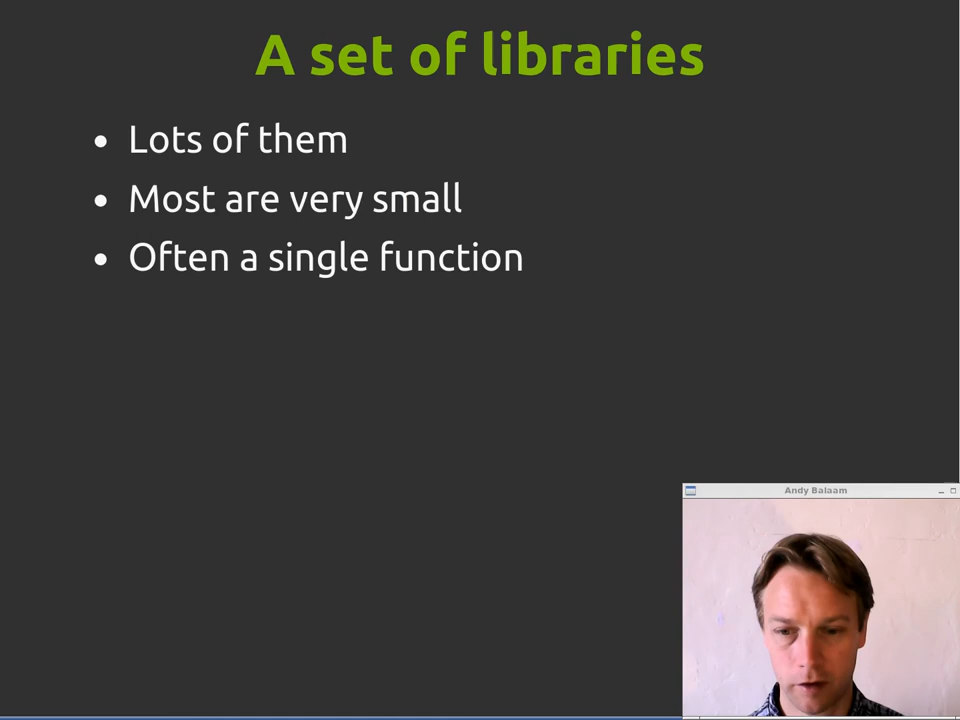 A set of libraries
• Lots of them
• Most are very small
• Often a single function
Andy Balaam